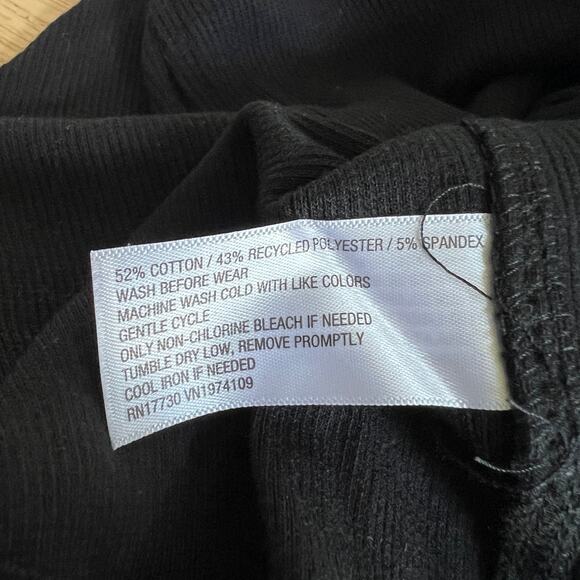 52% COTTON / 43% RECYCLED POLYESTER / 5% SPANDEX
WASH BEFORE WEAR
MACHINE WASH COLD WITH LIKE COLORS
GENTLE CYCLE
ONLY NON-CHLORINE BLEACH IF NEEDED
TUMBLE DRY LOW, REMOVE PROMPTLY
COOL IRON IF NEEDED
RN17730 VN1974109